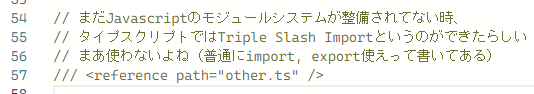 54 // まだJavascriptのモジュールシステムが整備されてない時、
55 // タイプスクリプトではTriple Slash Importというのができたらしい
56 // まあ使わないよね（普通にimport, export使えって書いてある）
57 /// <reference path="other.ts" />
58